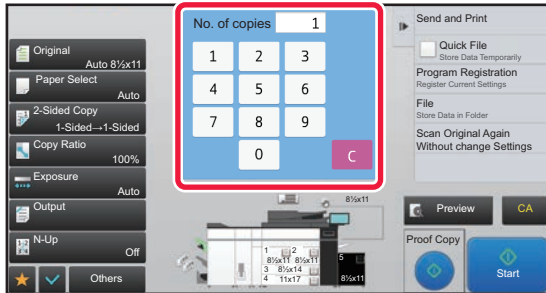 Original
Auto 8½x11
Paper Select
Auto
2-Sided Copy
1-Sided→1-Sided
Copy Ratio
100%
Exposure
Auto
Output
N-Up
Off
Others
No. of copies 1
1 2 3
4 5 6
7 8 9
0 C
8½x11
1 2
8½x11 8½x11
3 8½x14
4 11x17
5
8½x11
Send and Print
Quick File
Store Data Temporarily
Program Registration
Register Current Settings
File
Store Data in Folder
Scan Original Again
Without change Settings
Preview CA
Proof Copy
Start